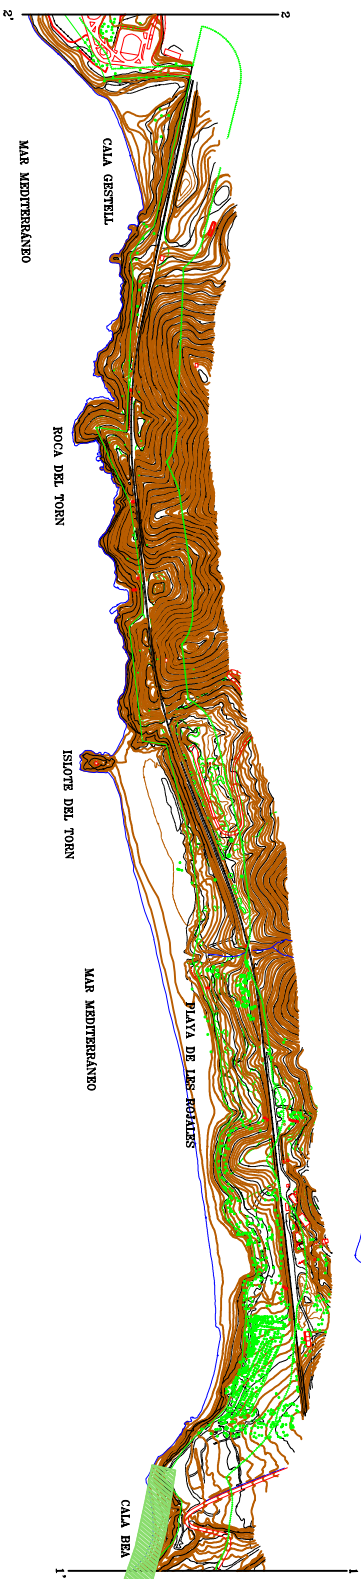 2'
2
CALA GESTELL
MAR MEDITERRÁNEO
ROCA DEL TORN
ISLOTE DEL TORN
MAR MEDITERRÁNEO
PLAYA DE LES ROJALES
CALA BEA
1'
1